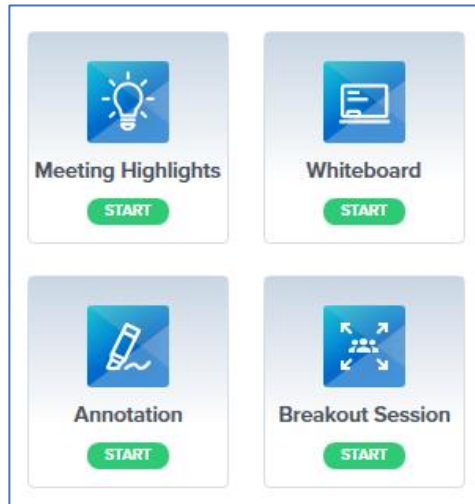 Meeting Highlights
START
Whiteboard
START
Annotation
START
Breakout Session
START